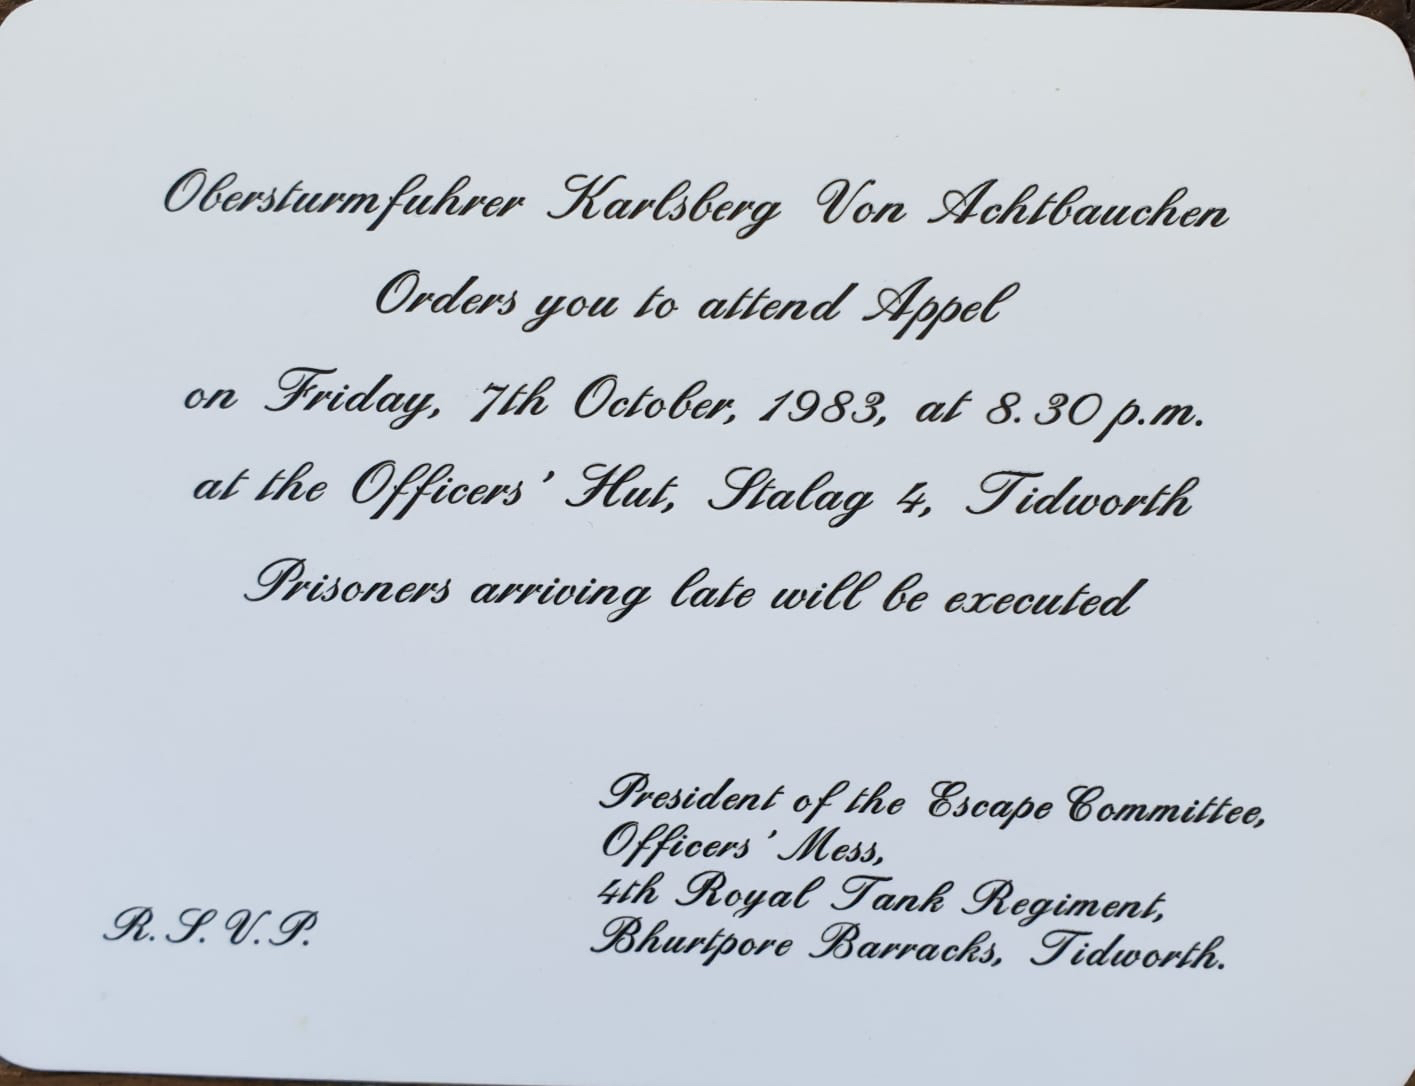 Obersturmfuhrer Karlsberg Von Achtbauchen
Orders you to attend Appel
on Friday, 7th October, 1983, at 8.30 p.m.
at the Officers' Hut, Stalag 4, Tidworth
Prisoners arriving late will be executed
President of the Escape Committee,
Officers' Mess,
4th Royal Tank Regiment,
Bhurtpore Barracks, Tidworth.
R.S.V.P.